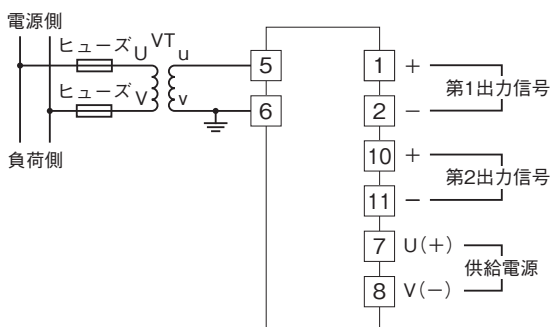 電源側
ヒューズ U VT u
5
1 +
第1出力信号
ヒューズ V v
6
2 −
負荷側
10 +
第2出力信号
11 −
7 U(+)
供給電源
8 V(−)